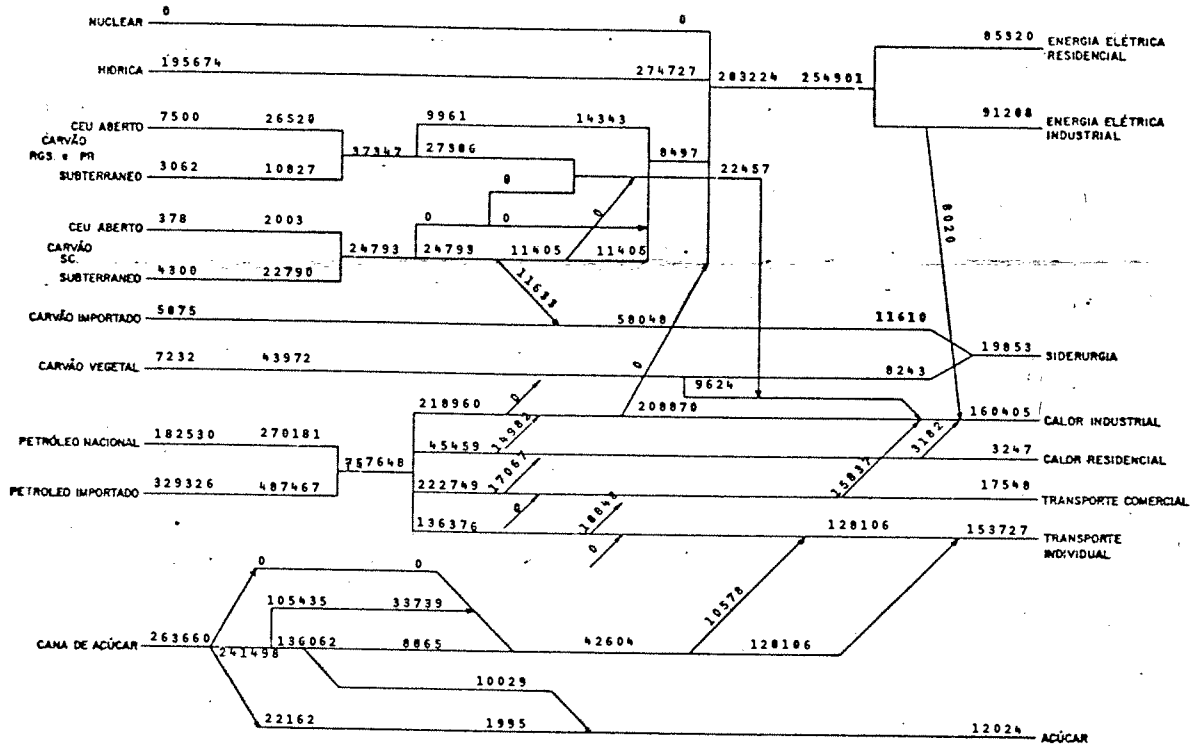 NUCLEAR 0 0
85320 ENERGIA ELÉTRICA
RESIDENCIAL
HIDRICA 195674 274727 283224 254901
CEU ABERTO 7500 26520 9961 14343
91288 ENERGIA ELÉTRICA
INDUSTRIAL
CARVÃO
RGS. e PR
37347 27386 8497
SUBTERRANEO 3062 10827 0 22457
CEU ABERTO 378 2003 0 0 0 8020
CARVÃO
SC.
24793 24793 11405 11405
SUBTERRANEO 4300 22790
11633
CARVÃO IMPORTADO 5875 58048 11610
19853 SIDERURGIA
CARVÃO VEGETAL 7232 43972 0 8243
9624
218960 0 208870 160405 CALOR INDUSTRIAL
14982 3182
PETRÓLEO NACIONAL 182530 270181 45459 3247 CALOR RESIDENCIAL
757648 17067 15837
PETROLEO IMPORTADO 329326 487467 222749 17548 TRANSPORTE COMERCIAL
0 18848
136376 128106 153727 TRANSPORTE
INDIVIDUAL
0
0 0
105435 33739 10578
CANA DE AÇÚCAR 263660 241498 136062 8865 42604 128106
10029
22162 1995 12024 AÇÚCAR